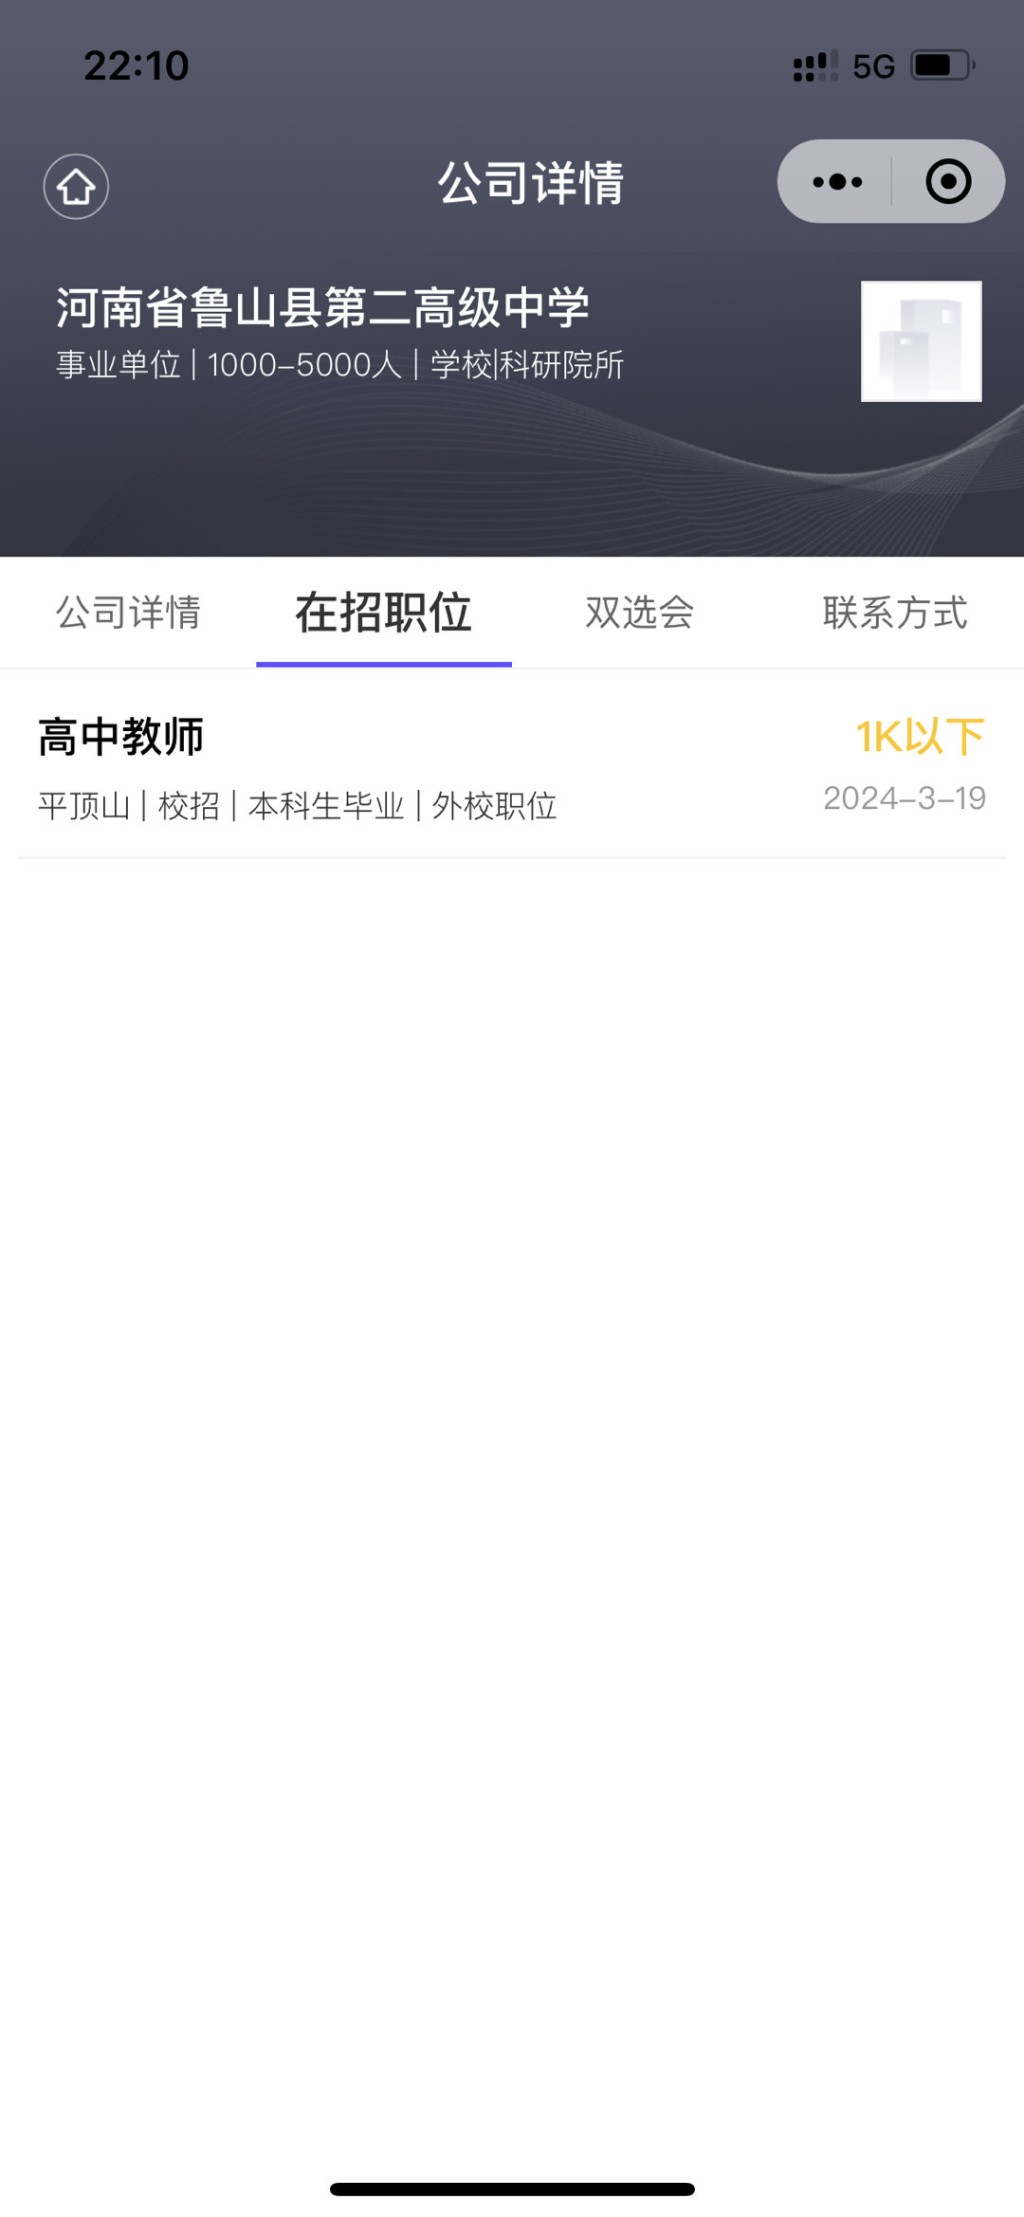 22:10
5G
公司详情
河南省鲁山县第二高级中学
事业单位 | 1000-5000人 | 学校|科研院所
公司详情 在招职位 双选会 联系方式
高中教师 1K以下
平顶山 | 校招 | 本科生毕业 | 外校职位 2024-3-19